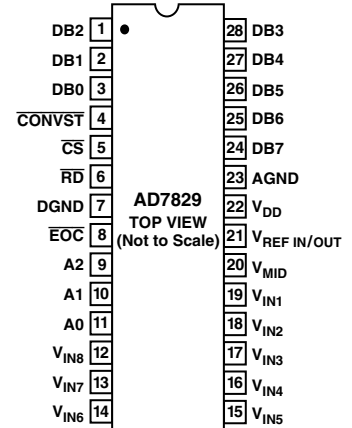 DB2 1 28 DB3
DB1 2 27 DB4
DB0 3 26 DB5
CONVST 4 25 DB6
CS 5 24 DB7
RD 6 23 AGND
DGND 7 AD7829 22 VDD
EOC 8 TOP VIEW 21 VREF IN/OUT
(Not to Scale)
A2 9 20 VMID
A1 10 19 VIN1
A0 11 18 VIN2
VIN8 12 17 VIN3
VIN7 13 16 VIN4
VIN6 14 15 VIN5